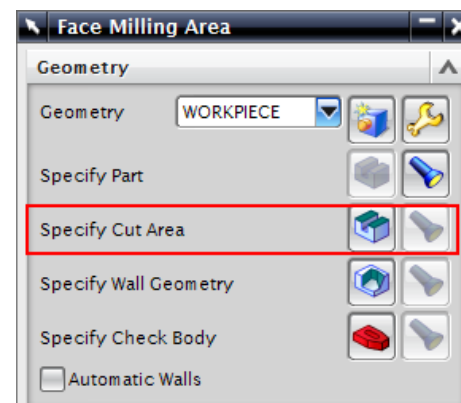 Face Milling Area
Geometry
Geometry WORKPIECE
Specify Part
Specify Cut Area
Specify Wall Geometry
Specify Check Body
Automatic Walls